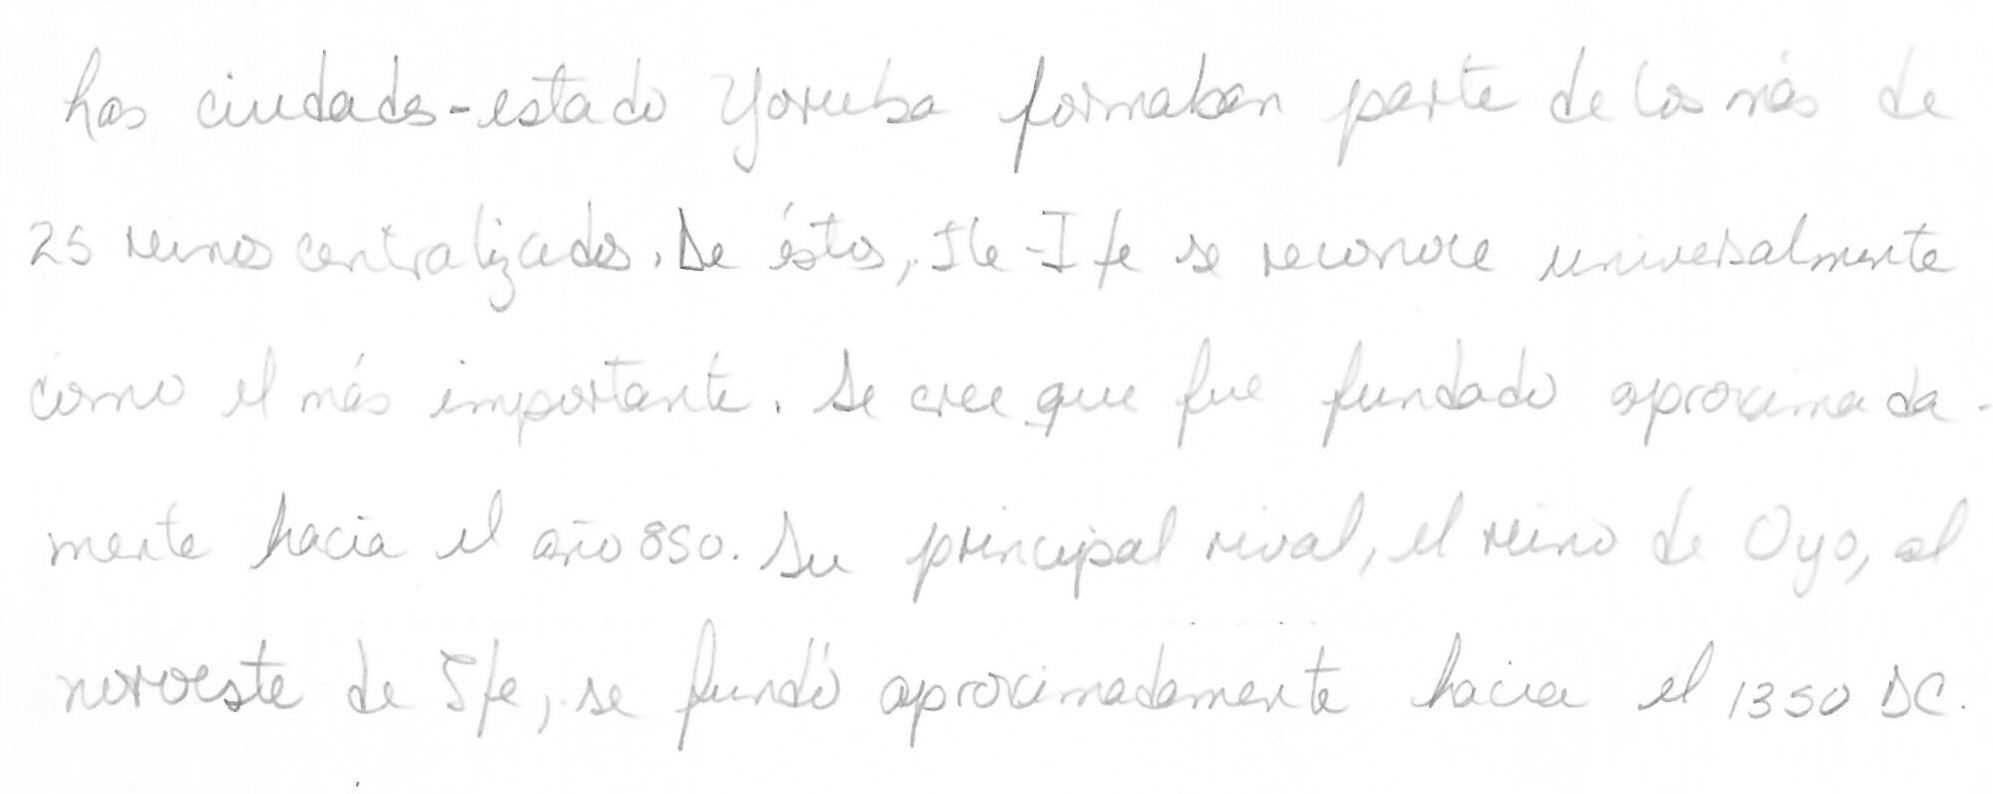 Las ciudades-estado Yoruba formaban parte de los más de
25 reinos centralizados. De éstos, Ile-Ife se reconoce universalmente
como el más importante. Se cree que fue fundado aproximada-
mente hacia el año 850. Su principal rival, el reino de Oyo, al
noroeste de Ife, se fundó aproximadamente hacia el 1350 DC.